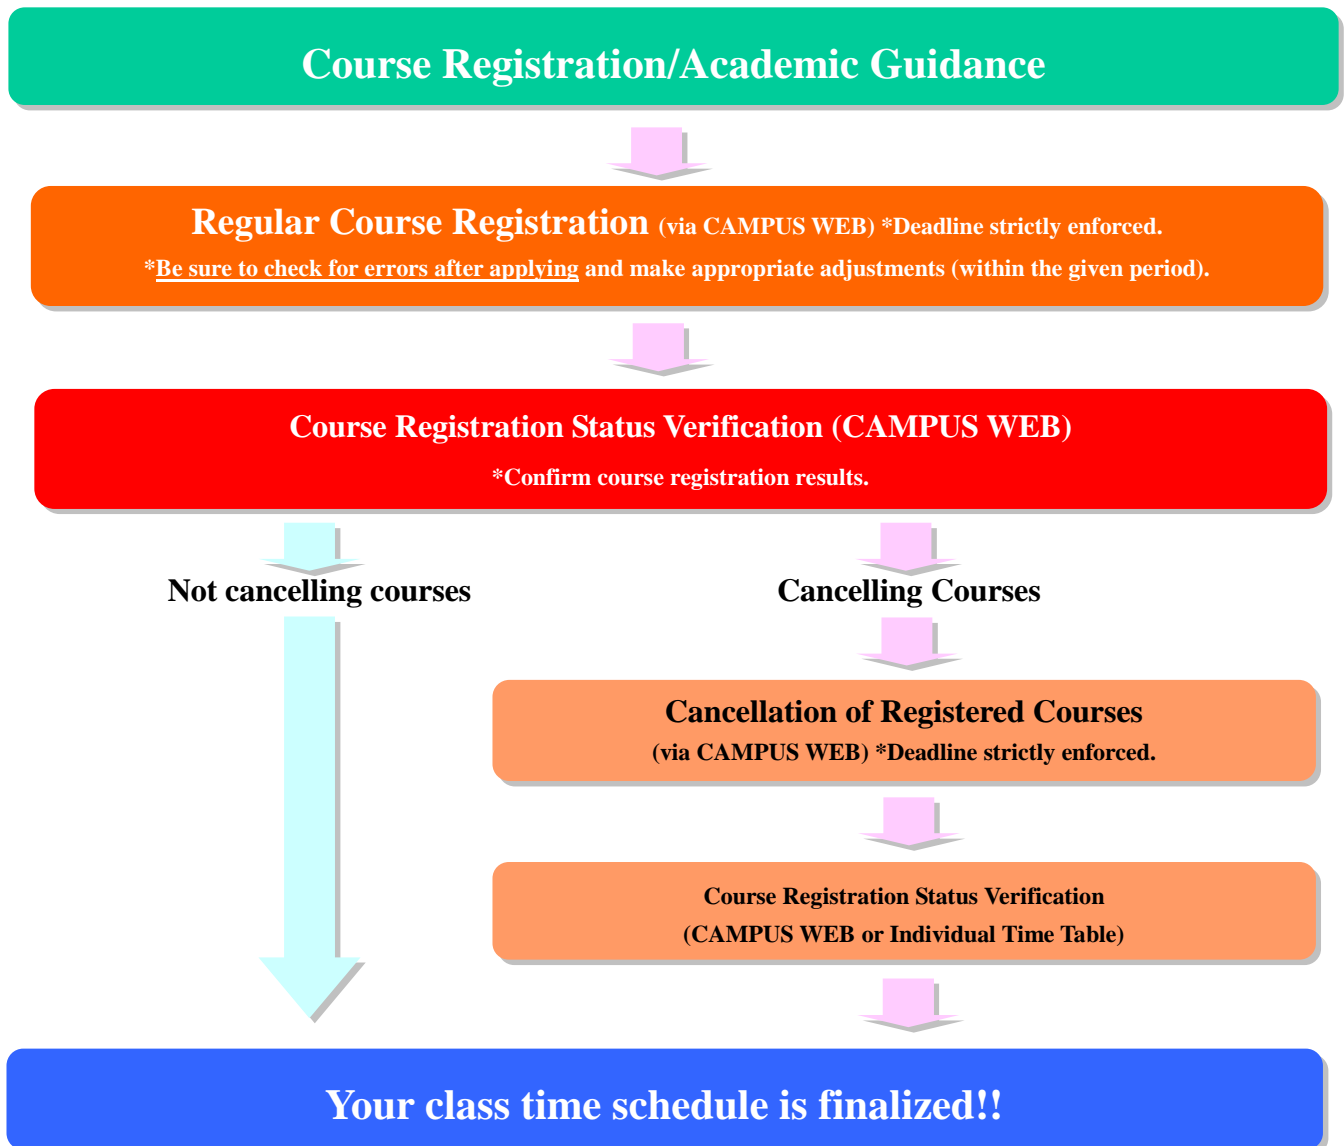 Course Registration/Academic Guidance
Regular Course Registration (via CAMPUS WEB) *Deadline strictly enforced.
*Be sure to check for errors after applying and make appropriate adjustments (within the given period).
Course Registration Status Verification (CAMPUS WEB)
*Confirm course registration results.
Not cancelling courses
Cancelling Courses
Cancellation of Registered Courses
(via CAMPUS WEB) *Deadline strictly enforced.
Course Registration Status Verification
(CAMPUS WEB or Individual Time Table)
Your class time schedule is finalized!!